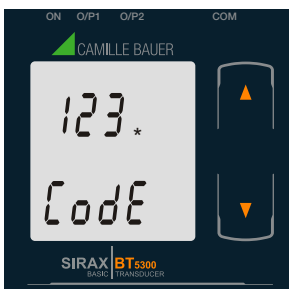 ON O/P1 O/P2 COM
CAMILLE BAUER
123.*
CodE
SIRAX BT5300
BASIC TRANSDUCER